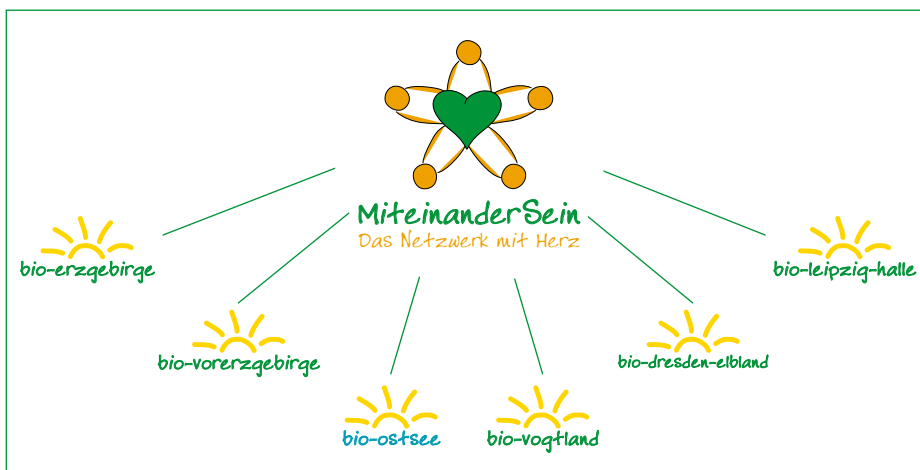 MiteinanderSein
Das Netzwerk mit Herz
bio-erzgebirge
bio-leipzig-halle
bio-vorerzgebirge
bio-dresden-elbland
bio-ostsee
bio-vogtland